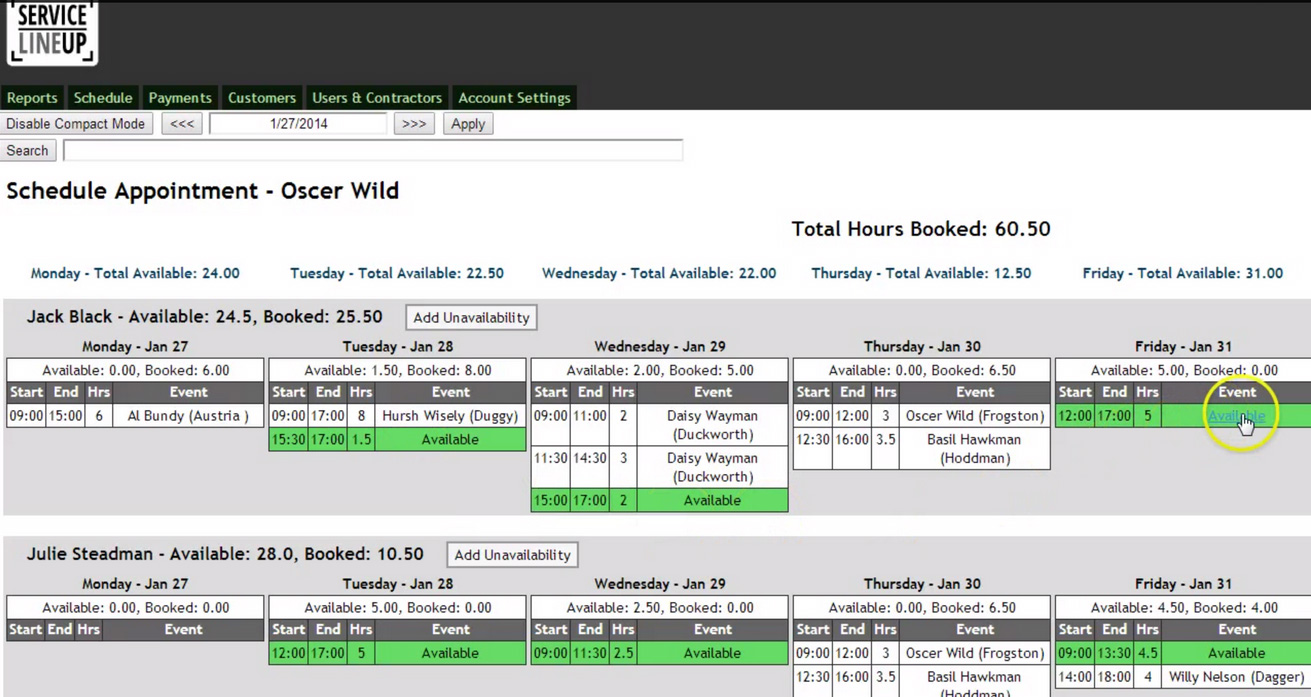 SERVICE
LINEUP
Reports Schedule Payments Customers Users & Contractors Account Settings
Disable Compact Mode <<< 1/27/2014 >>> Apply
Search
Schedule Appointment - Oscer Wild
Total Hours Booked: 60.50
Monday - Total Available: 24.00 Tuesday - Total Available: 22.50 Wednesday - Total Available: 22.00 Thursday - Total Available: 12.50 Friday - Total Available: 31.00
Jack Black - Available: 24.5, Booked: 25.50 Add Unavailability
Monday - Jan 27 Tuesday - Jan 28 Wednesday - Jan 29 Thursday - Jan 30 Friday - Jan 31
Available: 0.00, Booked: 6.00 Available: 1.50, Booked: 8.00 Available: 2.00, Booked: 5.00 Available: 0.00, Booked: 6.50 Available: 5.00, Booked: 0.00
Start End Hrs Event Start End Hrs Event Start End Hrs Event Start End Hrs Event Start End Hrs Event
09:00 15:00 6 Al Bundy (Austria ) 09:00 17:00 8 Hursh Wisely (Duggy) 09:00 11:00 2 Daisy Wayman 09:00 12:00 3 Oscer Wild (Frogston) 12:00 17:00 5 Available
(Duckworth)
15:30 17:00 1.5 Available 12:30 16:00 3.5 Basil Hawkman
11:30 14:30 3 Daisy Wayman (Hoddman)
(Duckworth)
15:00 17:00 2 Available
Julie Steadman - Available: 28.0, Booked: 10.50 Add Unavailability
Monday - Jan 27 Tuesday - Jan 28 Wednesday - Jan 29 Thursday - Jan 30 Friday - Jan 31
Available: 0.00, Booked: 0.00 Available: 5.00, Booked: 0.00 Available: 2.50, Booked: 0.00 Available: 0.00, Booked: 6.50 Available: 4.50, Booked: 4.00
Start End Hrs Event Start End Hrs Event Start End Hrs Event Start End Hrs Event Start End Hrs Event
12:00 17:00 5 Available 09:00 11:30 2.5 Available 09:00 12:00 3 Oscer Wild (Frogston) 09:00 13:30 4.5 Available
12:30 16:00 3.5 Basil Hawkman 14:00 18:00 4 Willy Nelson (Dagger)
(Hoddman)